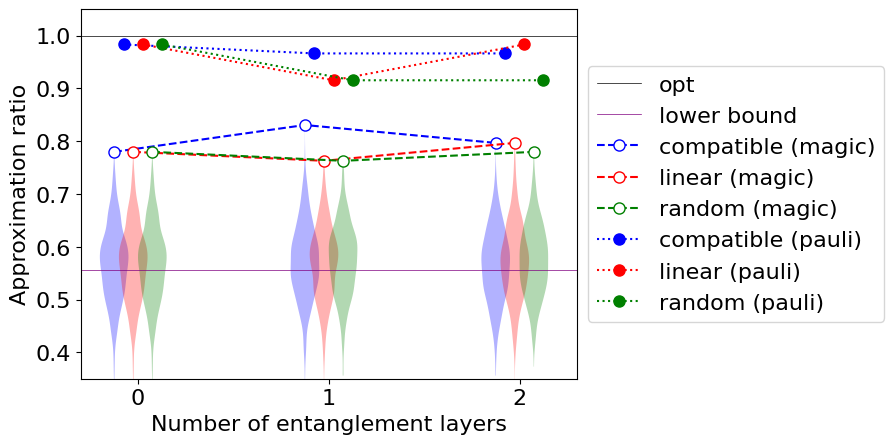 1.0
0.9
0.8
0.7
0.6
0.5
0.4
Approximation ratio
0 1 2
Number of entanglement layers
opt
lower bound
compatible (magic)
linear (magic)
random (magic)
compatible (pauli)
linear (pauli)
random (pauli)